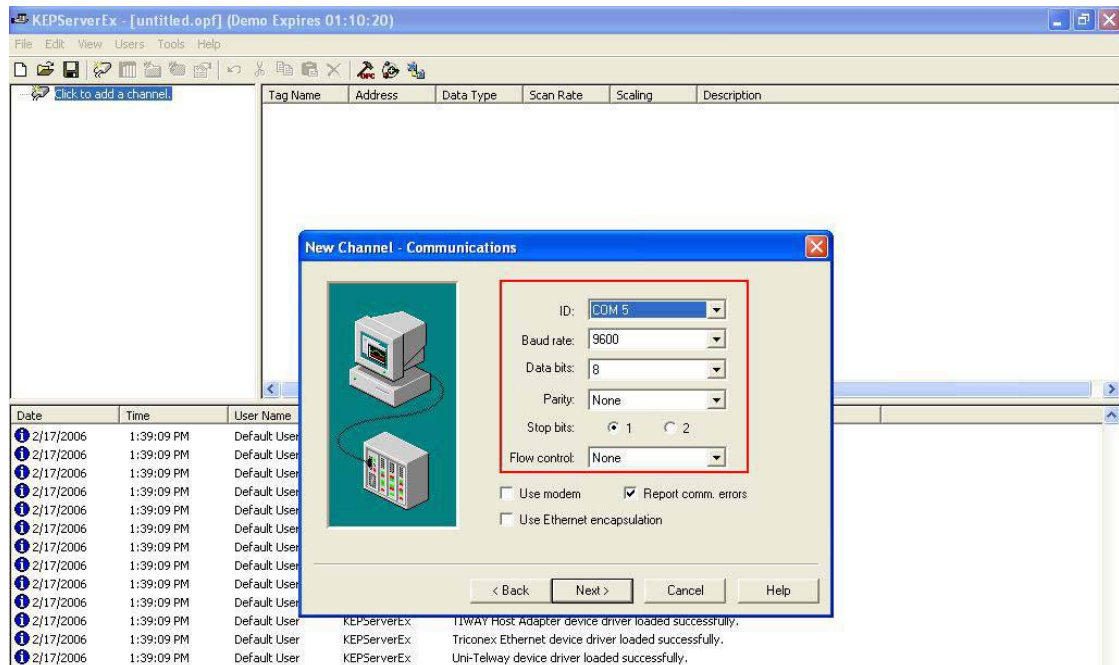 KEPServerEx - [untitled.opf] (Demo Expires 01:10:20)
File Edit View Users Tools Help
OPC
Click to add a channel.
Tag Name Address Data Type Scan Rate Scaling Description
New Channel - Communications
ID: COM 5
Baud rate: 9600
Data bits: 8
Parity: None
Stop bits: 1 2
Flow control: None
Use modem Report comm. errors
Use Ethernet encapsulation
< Back Next > Cancel Help
Date Time User Name
2/17/2006 1:39:09 PM Default User
2/17/2006 1:39:09 PM Default User
2/17/2006 1:39:09 PM Default User
2/17/2006 1:39:09 PM Default User
2/17/2006 1:39:09 PM Default User
2/17/2006 1:39:09 PM Default User
2/17/2006 1:39:09 PM Default User
2/17/2006 1:39:09 PM Default User
2/17/2006 1:39:09 PM Default User
2/17/2006 1:39:09 PM Default User
2/17/2006 1:39:09 PM Default User KEPServerEx TIWAY Host Adapter device driver loaded successfully.
2/17/2006 1:39:09 PM Default User KEPServerEx Triconex Ethernet device driver loaded successfully.
2/17/2006 1:39:09 PM Default User KEPServerEx Uni-Telway device driver loaded successfully.